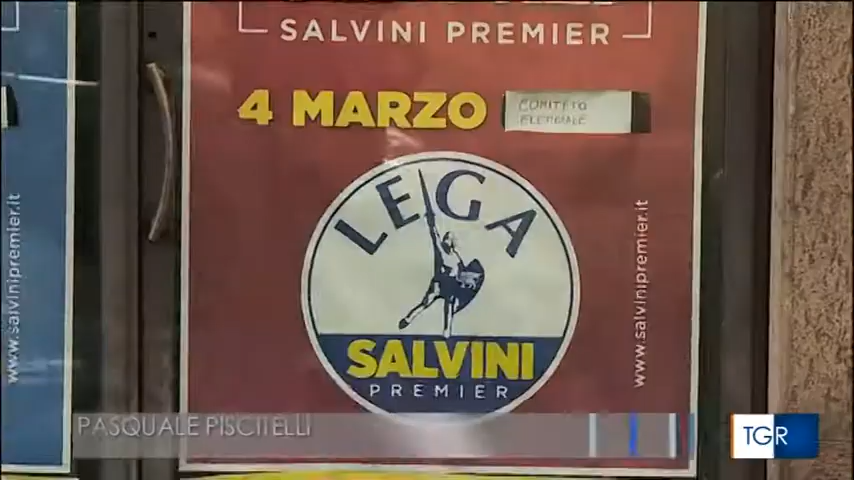 SALVINI PREMIER
4 MARZO
COMITATO
ELETTORALE
LEGA
SALVINI
PREMIER
www.salvinipremier.it
www.salvinipremier.it
PASQUALE PISCITELLI
TGR